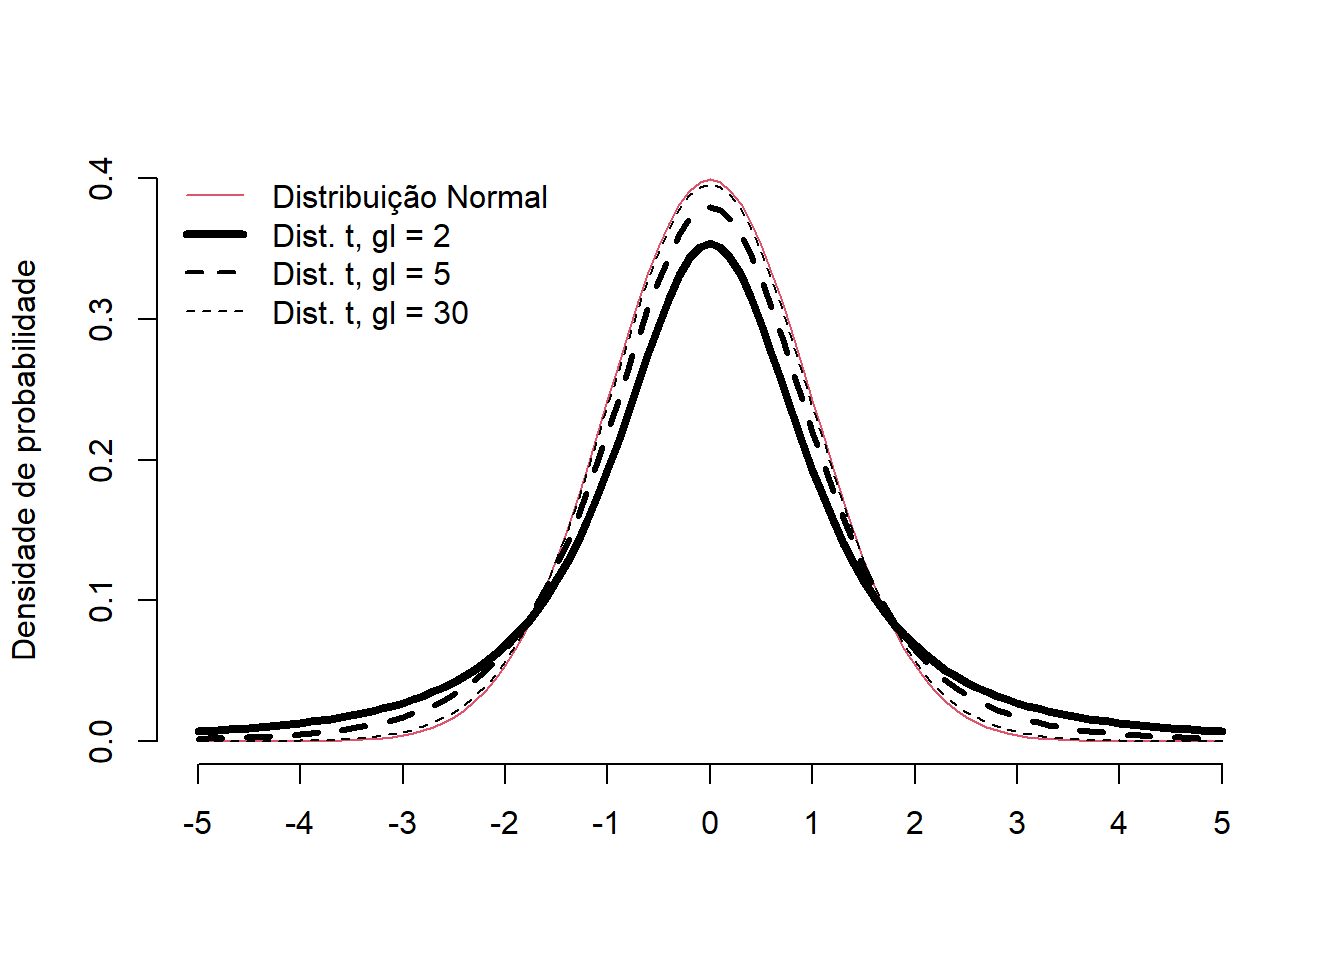 Distribuição Normal
Dist. t, gl = 2
Dist. t, gl = 5
Dist. t, gl = 30
Densidade de probabilidade
0.4
0.3
0.2
0.1
0.0
-5 -4 -3 -2 -1 0 1 2 3 4 5